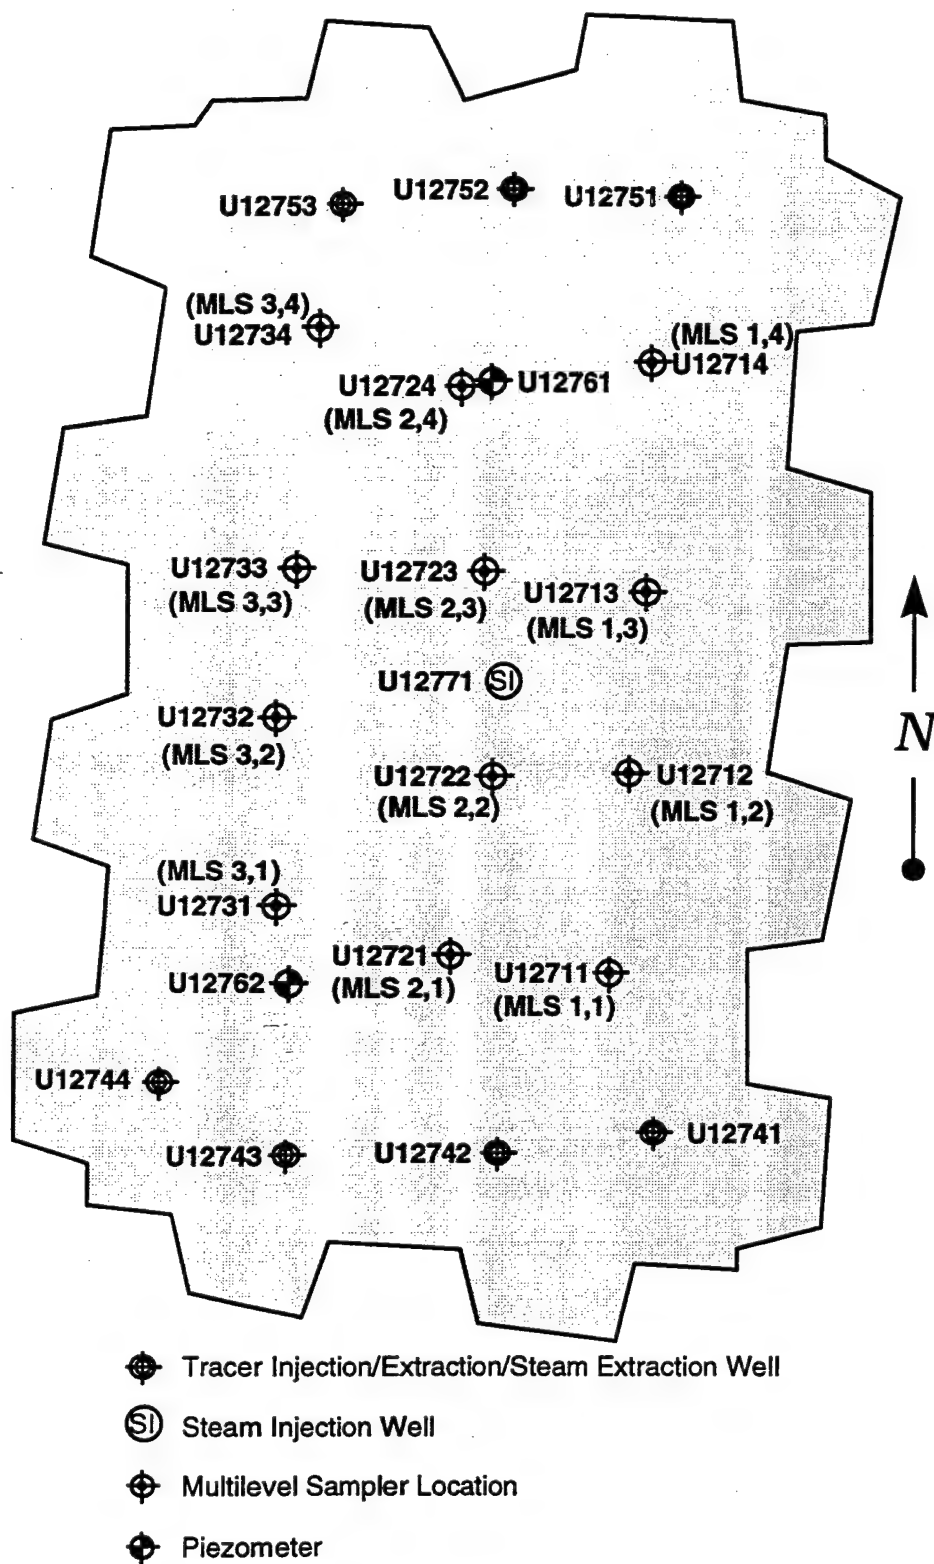 U12753
U12752
U12751
(MLS 3,4)
U12734
(MLS 1,4)
U12714
U12724
(MLS 2,4)
U12761
U12733
(MLS 3,3)
U12723
(MLS 2,3)
U12713
(MLS 1,3)
U12771
SI
U12732
(MLS 3,2)
N
U12722
(MLS 2,2)
U12712
(MLS 1,2)
(MLS 3,1)
U12731
U12721
(MLS 2,1)
U12711
(MLS 1,1)
U12762
U12744
U12743
U12742
U12741
Tracer Injection/Extraction/Steam Extraction Well
SI Steam Injection Well
Multilevel Sampler Location
Piezometer